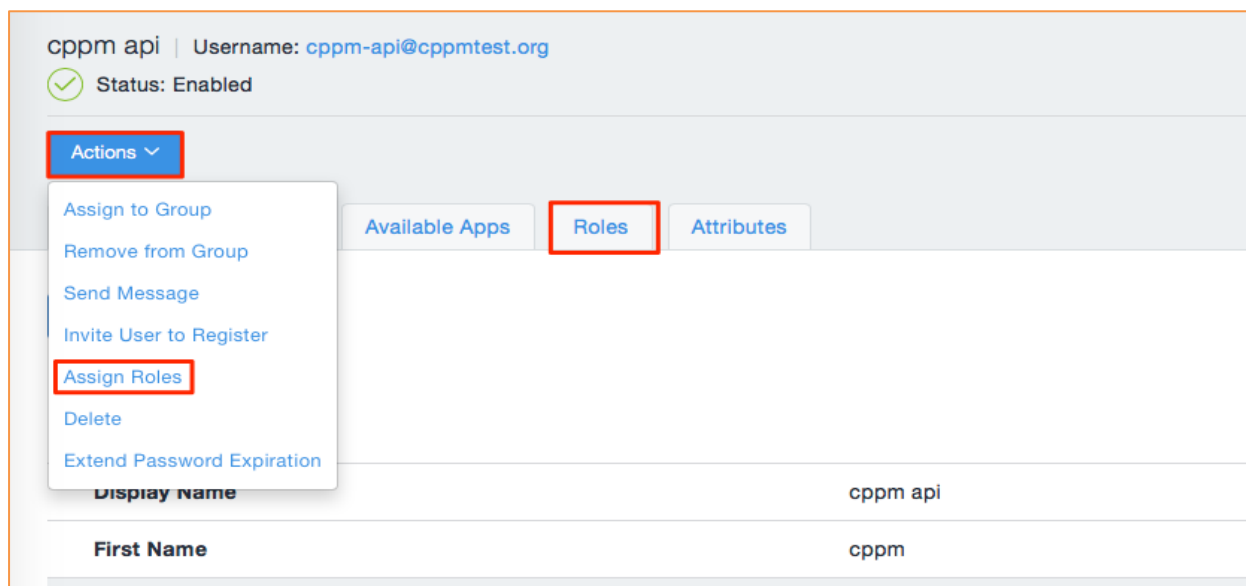 cppm api | Username: cppm-api@cppmtest.org
Status: Enabled
Actions
Assign to Group
Remove from Group
Send Message
Invite User to Register
Assign Roles
Delete
Extend Password Expiration
Available Apps Roles Attributes
Display Name cppm api
First Name cppm